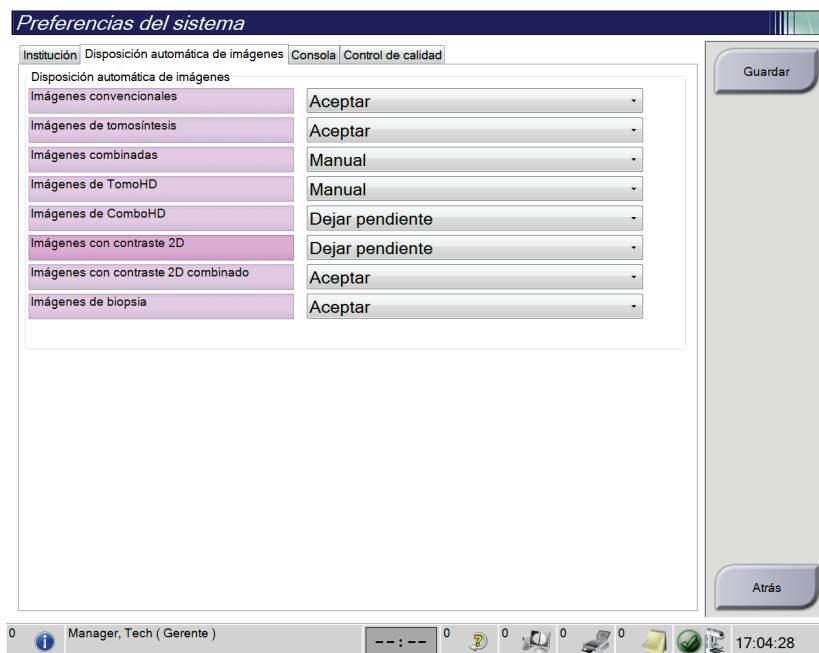 Preferencias del sistema
Institución Disposición automática de imágenes Consola Control de calidad
Guardar
Disposición automática de imágenes
Imágenes convencionales Aceptar
Imágenes de tomosíntesis Aceptar
Imágenes combinadas Manual
Imágenes de TomoHD Manual
Imágenes de ComboHD Dejar pendiente
Imágenes con contraste 2D Dejar pendiente
Imágenes con contraste 2D combinado Aceptar
Imágenes de biopsia Aceptar
Atrás
0 Manager, Tech ( Gerente ) --:-- 0 0 0 0 17:04:28